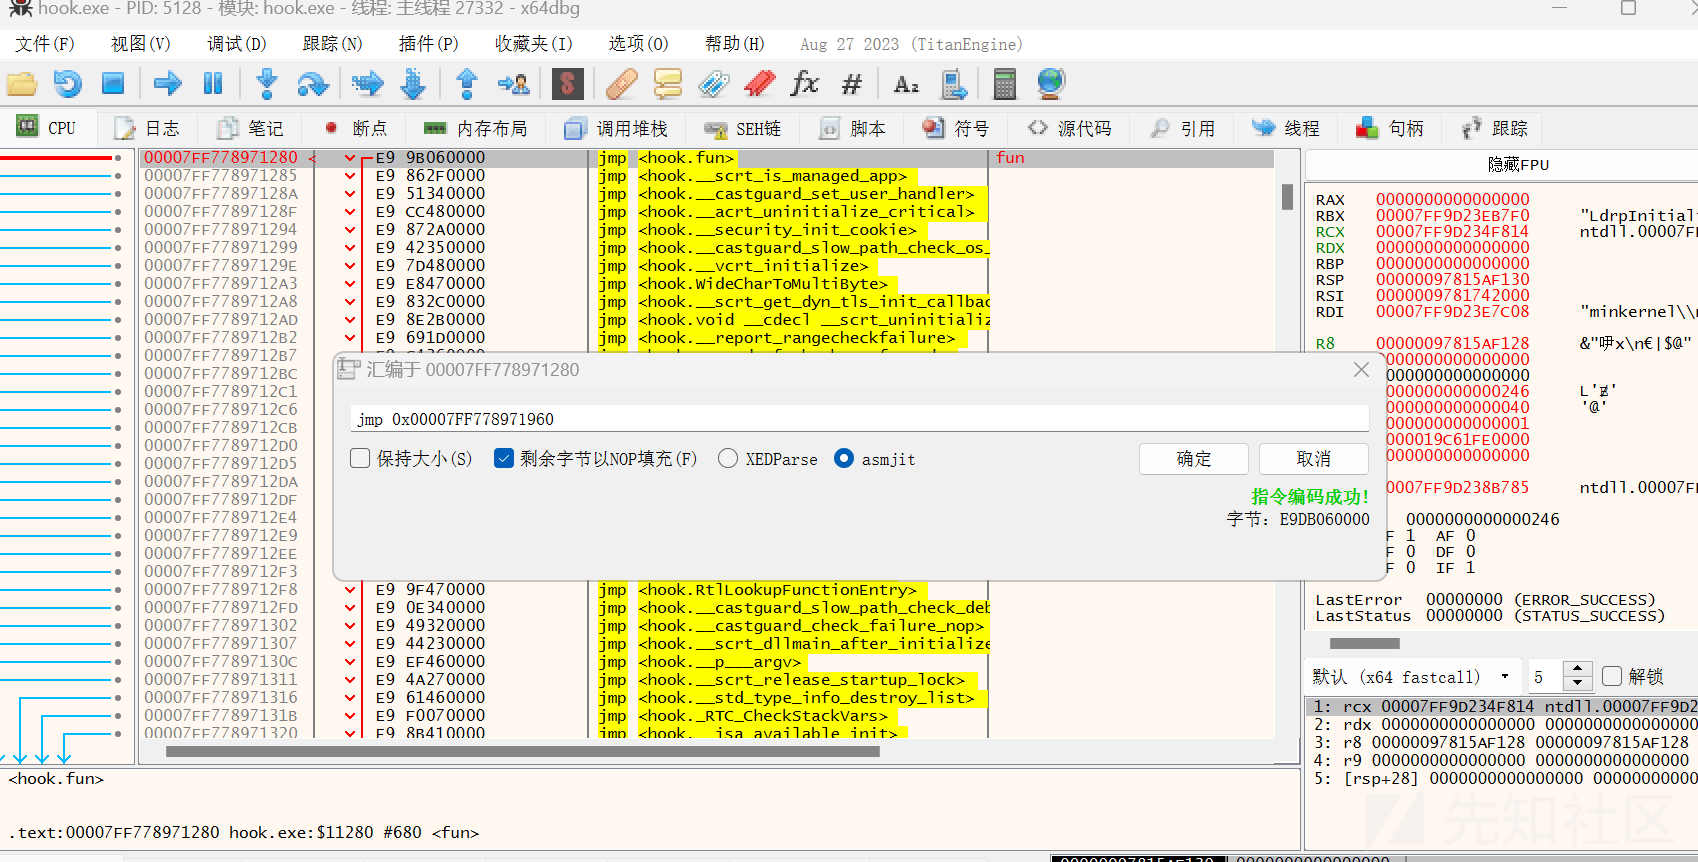 hook.exe - PID: 5128 - 模块: hook.exe - 线程: 主线程 27332 - x64dbg
文件(F) 视图(V) 调试(D) 跟踪(N) 插件(P) 收藏夹(I) 选项(O) 帮助(H) Aug 27 2023 (TitanEngine)
CPU 日志 笔记 断点 内存布局 调用堆栈 SEH链 脚本 符号 源代码 引用 线程 句柄 跟踪
00007FF778971280 < E9 9B060000 jmp <hook.fun> fun
00007FF778971285 E9 862F0000 jmp <hook.__scrt_is_managed_app>
00007FF77897128A E9 51340000 jmp <hook.__castguard_set_user_handler>
00007FF77897128F E9 CC480000 jmp <hook.__acrt_uninitialize_critical>
00007FF778971294 E9 872A0000 jmp <hook.__security_init_cookie>
00007FF778971299 E9 42350000 jmp <hook.__castguard_slow_path_check_os_
00007FF77897129E E9 7D480000 jmp <hook.__vcrt_initialize>
00007FF7789712A3 E9 E8470000 jmp <hook.WideCharToMultiByte>
00007FF7789712A8 E9 832C0000 jmp <hook.__scrt_get_dyn_tls_init_callbac
00007FF7789712AD E9 8E2B0000 jmp <hook.void __cdecl __scrt_uninitializ
00007FF7789712B2 E9 691D0000 jmp <hook.__report_rangecheckfailure>
00007FF7789712B7
00007FF7789712BC
00007FF7789712C1
00007FF7789712C6
00007FF7789712CB
00007FF7789712D0
00007FF7789712D5
00007FF7789712DA
00007FF7789712DF
00007FF7789712E4
00007FF7789712E9
00007FF7789712EE
00007FF7789712F3
00007FF7789712F8 E9 9F470000 jmp <hook.RtlLookupFunctionEntry>
00007FF7789712FD E9 0E340000 jmp <hook.__castguard_slow_path_check_deb
00007FF778971302 E9 49320000 jmp <hook.__castguard_check_failure_nop>
00007FF778971307 E9 44230000 jmp <hook.__scrt_dllmain_after_initialize
00007FF77897130C E9 EF460000 jmp <hook.__p___argv>
00007FF778971311 E9 4A270000 jmp <hook.__scrt_release_startup_lock>
00007FF778971316 E9 61460000 jmp <hook.__std_type_info_destroy_list>
00007FF77897131B E9 F0070000 jmp <hook._RTC_CheckStackVars>
00007FF778971320 E9 8B410000 jmp <hook.__isa_available_init>
汇编于 00007FF778971280
jmp 0x00007FF778971960
保持大小(S) 剩余字节以NOP填充(F) XEDParse asmjit 确定 取消
指令编码成功!
字节: E9DB060000
隐藏FPU
RAX 0000000000000000
RBX 00007FF9D23EB7F0 "LdrpInitial
RCX 00007FF9D234F814 ntdll.00007FF
RDX 0000000000000000
RBP 0000000000000000
RSP 00000097815AF130
RSI 0000009781742000
RDI 00007FF9D23E7C08 "minkernel\\n
R8 00000097815AF128 &"咿x\n€|$@"
000000000000000
000000000000000
000000000000246 L'Ɇ'
000000000000040 '@'
000000000000001
000019C61FE0000
000000000000000
0007FF9D238B785 ntdll.00007FF
0000000000000246
F 1 AF 0
F 0 DF 0
F 0 IF 1
LastError 00000000 (ERROR_SUCCESS)
LastStatus 00000000 (STATUS_SUCCESS)
默认 (x64 fastcall) 5 解锁
1: rcx 00007FF9D234F814 ntdll.00007FF9D2
2: rdx 0000000000000000 0000000000000000
3: r8 00000097815AF128 00000097815AF128
4: r9 0000000000000000 0000000000000000
5: [rsp+28] 0000000000000000 00000000000
<hook.fun>
.text:00007FF778971280 hook.exe:$11280 #680 <fun>
先知社区
00000097815AF130 0000000000000000